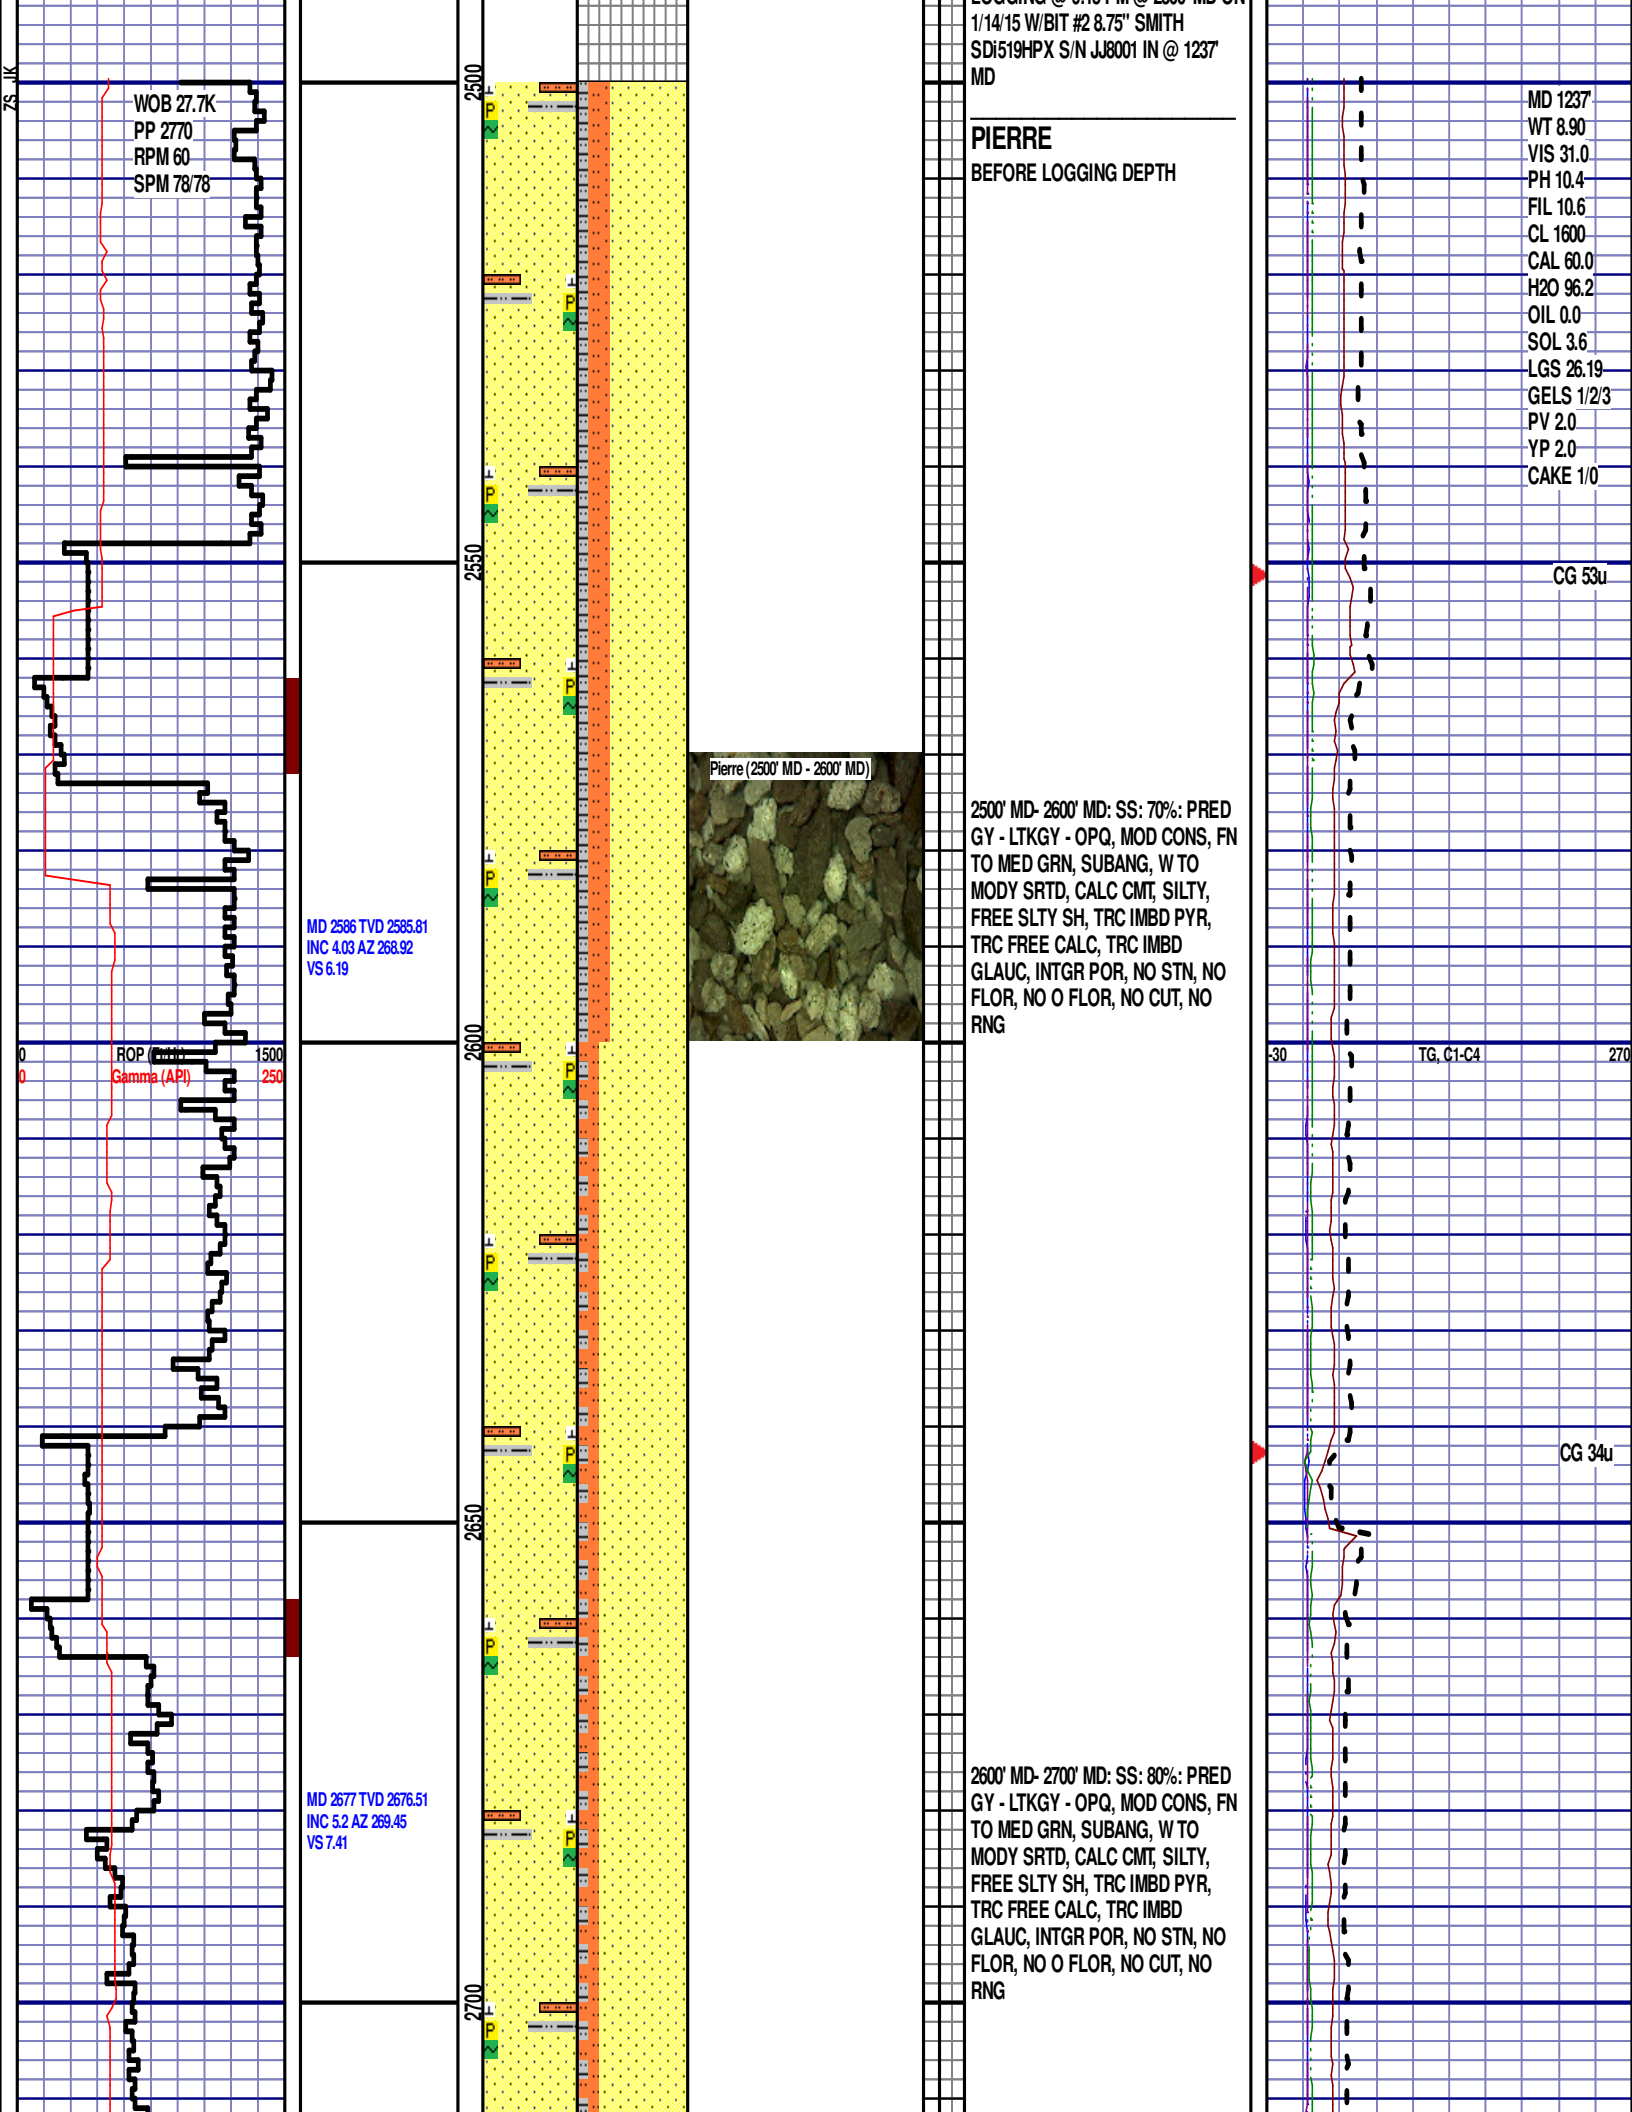 1/14/15 W/BIT #2 8.75" SMITH
SDi519HPX S/N JJ8001 IN @ 1237'
MD
ZS JK
WOB 27.7K
PP 2770
RPM 60
SPM 78/78
2500
PIERRE
BEFORE LOGGING DEPTH
MD 1237'
WT 8.90
VIS 31.0
PH 10.4
FIL 10.6
CL 1600
CAL 60.0
H2O 96.2
OIL 0.0
SOL 3.6
LGS 26.19
GELS 1/2/3
PV 2.0
YP 2.0
CAKE 1/0
2550
CG 53u
Pierre (2500' MD - 2600' MD)
2500' MD- 2600' MD: SS: 70%: PRED
GY - LTKGY - OPQ, MOD CONS, FN
TO MED GRN, SUBANG, W TO
MODY SRTD, CALC CMT, SILTY,
FREE SLTY SH, TRC IMBD PYR,
TRC FREE CALC, TRC IMBD
GLAUC, INTGR POR, NO STN, NO
FLOR, NO O FLOR, NO CUT, NO
RNG
MD 2586 TVD 2585.81
INC 4.03 AZ 268.92
VS 6.19
2600
0 ROP 1500
0 Gamma (API) 250
-30 TG, C1-C4 270
CG 34u
2650
MD 2677 TVD 2676.51
INC 5.2 AZ 269.45
VS 7.41
2600' MD- 2700' MD: SS: 80%: PRED
GY - LTKGY - OPQ, MOD CONS, FN
TO MED GRN, SUBANG, W TO
MODY SRTD, CALC CMT, SILTY,
FREE SLTY SH, TRC IMBD PYR,
TRC FREE CALC, TRC IMBD
GLAUC, INTGR POR, NO STN, NO
FLOR, NO O FLOR, NO CUT, NO
RNG
2700